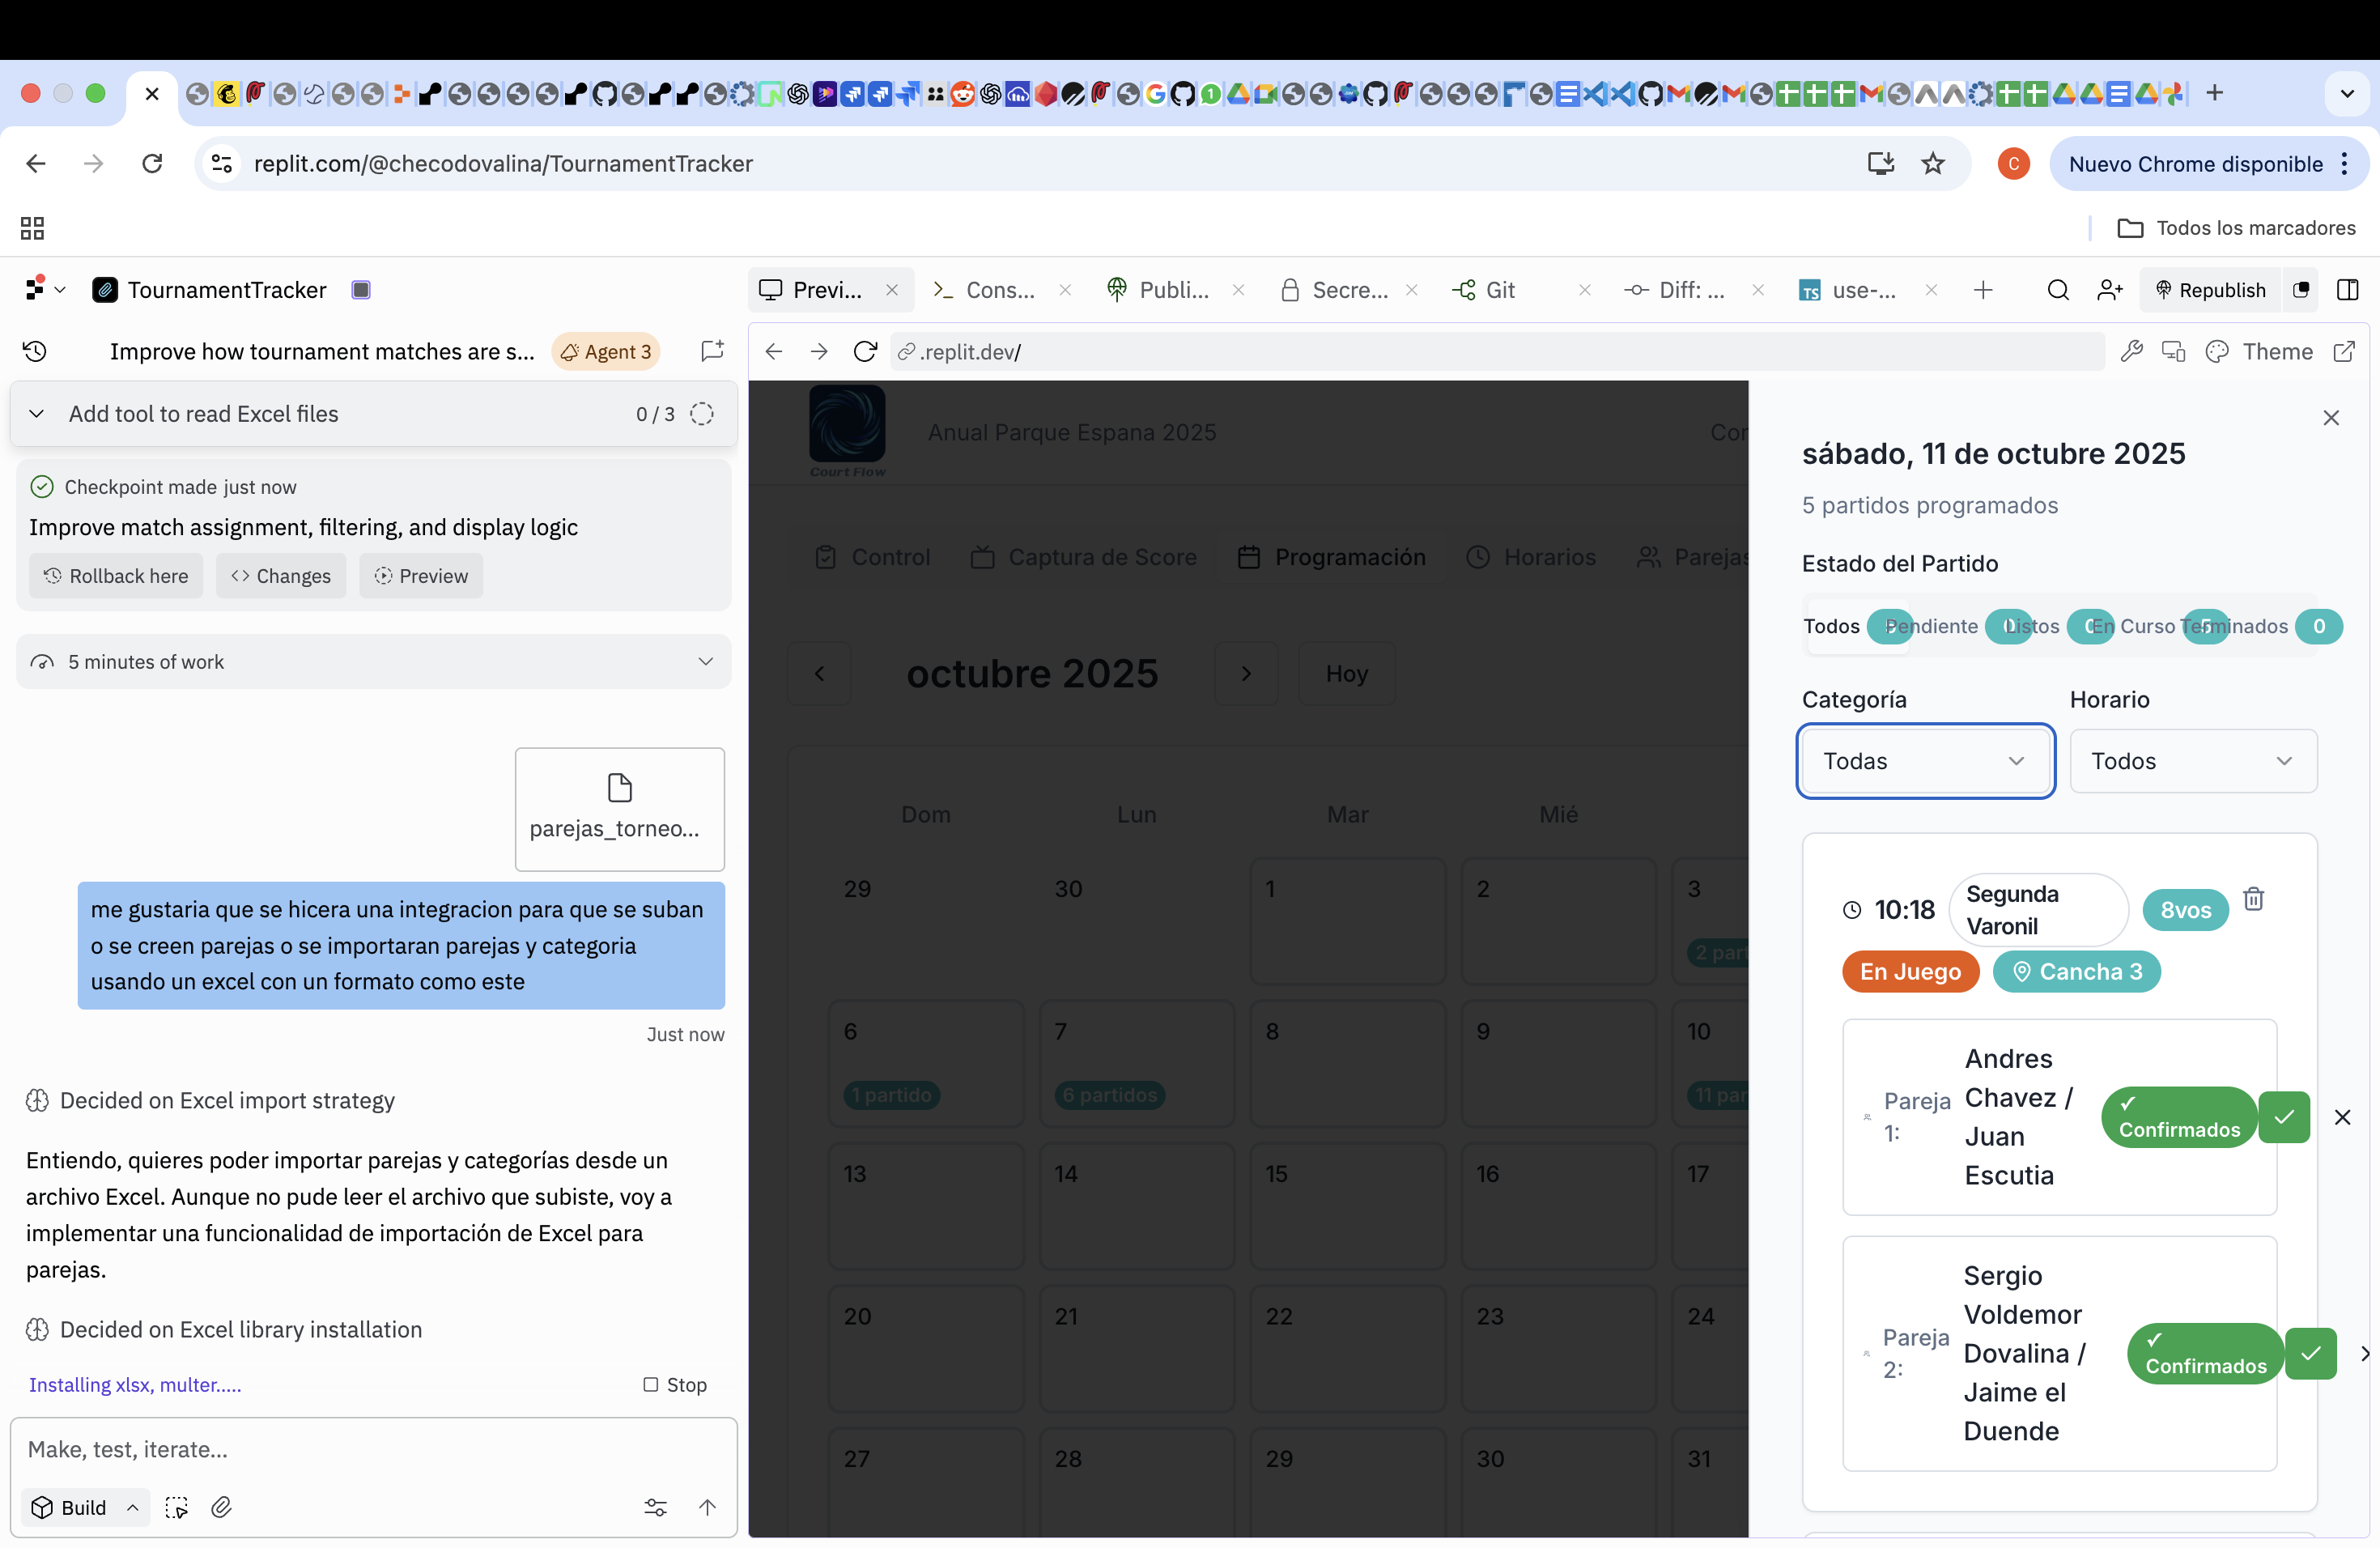 replit.com/@checodovalina/TournamentTracker
C
Nuevo Chrome disponible
Todos los marcadores
TournamentTracker
Previ...
Cons...
Publi...
Secre...
Git
Diff: ...
TS
use-...
Republish
Improve how tournament matches are s...
Agent 3
.replit.dev/
Theme
Add tool to read Excel files
0 / 3
Checkpoint made just now
Improve match assignment, filtering, and display logic
Rollback here
Changes
Preview
5 minutes of work
parejas_torneo...
me gustaria que se hicera una integracion para que se suban
o se creen parejas o se importaran parejas y categoria
usando un excel con un formato como este
Just now
Decided on Excel import strategy
Entiendo, quieres poder importar parejas y categorías desde un
archivo Excel. Aunque no pude leer el archivo que subiste, voy a
implementar una funcionalidad de importación de Excel para
parejas.
Decided on Excel library installation
Installing xlsx, multer.....
Stop
Make, test, iterate...
Build
Court Flow
Anual Parque Espana 2025
Cor
Control
Captura de Score
Programación
Horarios
Parejas
octubre 2025
Hoy
Dom Lun Mar Mié
29 30 1 2 3
2 part
6 7 8 9 10
1 partido
6 partidos
11 par
13 14 15 16 17
20 21 22 23 24
27 28 29 30 31
sábado, 11 de octubre 2025
5 partidos programados
Estado del Partido
Todos Pendiente Listos En Curso Terminados 0
Categoría
Horario
Todas
Todos
10:18
Segunda
Varonil
8vos
En Juego
Cancha 3
Pareja
1:
Andres
Chavez /
Juan
Escutia
✓
Confirmados
Pareja
2:
Sergio
Voldemor
Dovalina /
Jaime el
Duende
✓
Confirmados